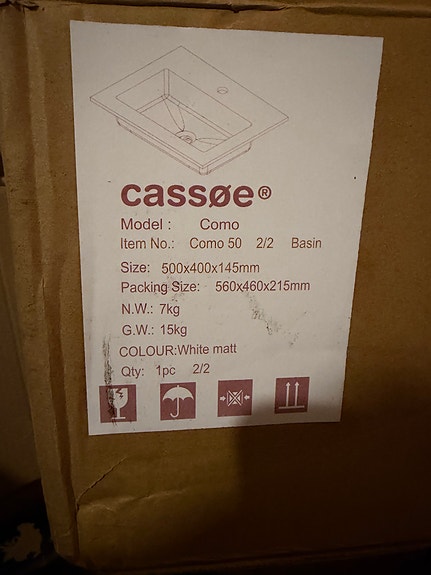 cassøe®
Model : Como
Item No.: Como 50 2/2 Basin
Size: 500x400x145mm
Packing Size: 560x460x215mm
N.W.: 7kg
G.W.: 15kg
COLOUR:White matt
Qty: 1pc 2/2